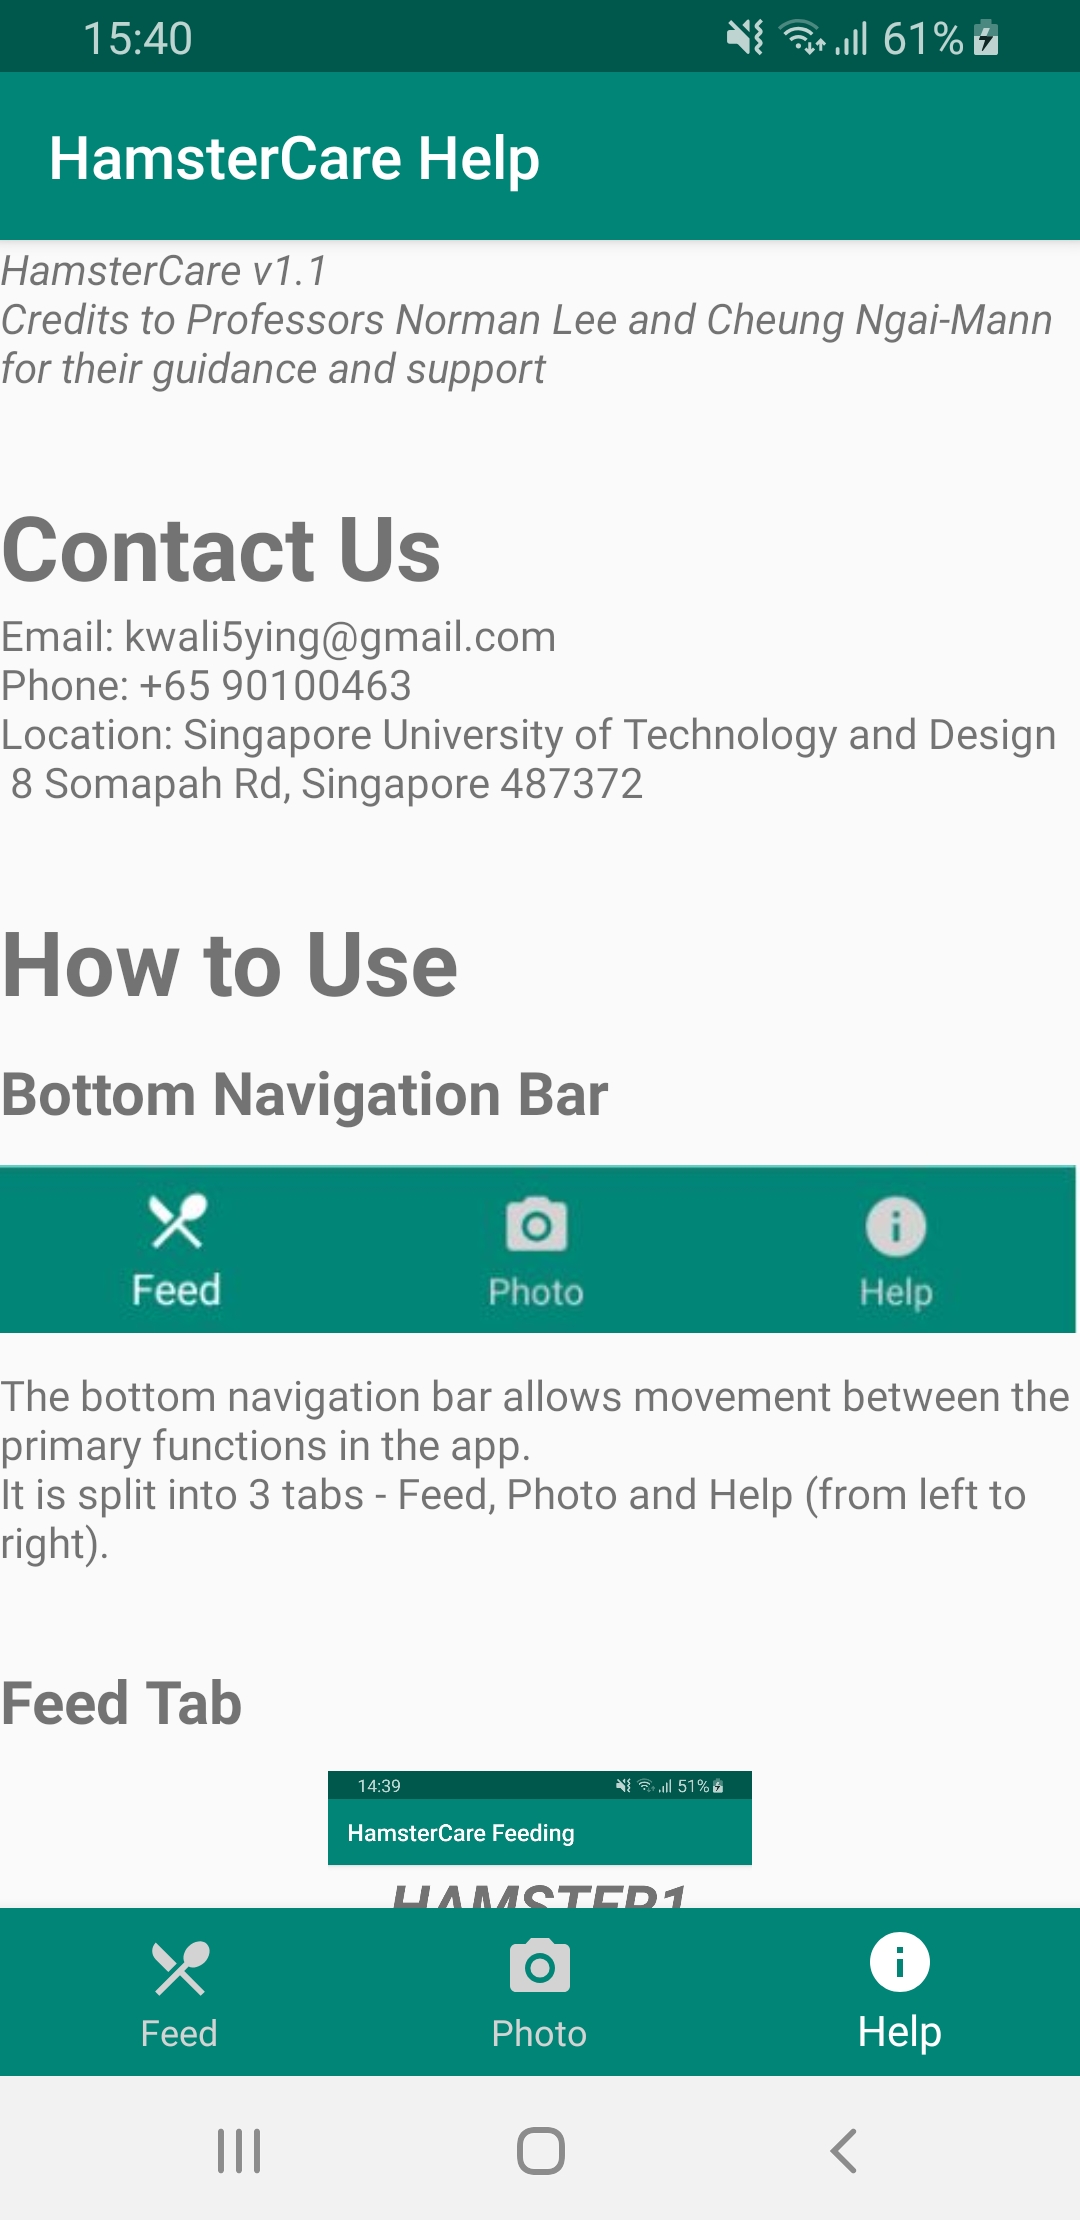 15:40 61%
HamsterCare Help
HamsterCare v1.1
Credits to Professors Norman Lee and Cheung Ngai-Mann
for their guidance and support
Contact Us
Email: kwali5ying@gmail.com
Phone: +65 90100463
Location: Singapore University of Technology and Design
8 Somapah Rd, Singapore 487372
How to Use
Bottom Navigation Bar
Feed Photo Help
The bottom navigation bar allows movement between the
primary functions in the app.
It is split into 3 tabs - Feed, Photo and Help (from left to
right).
Feed Tab
14:39 51%
HamsterCare Feeding
HAMSTER1
Feed Photo Help